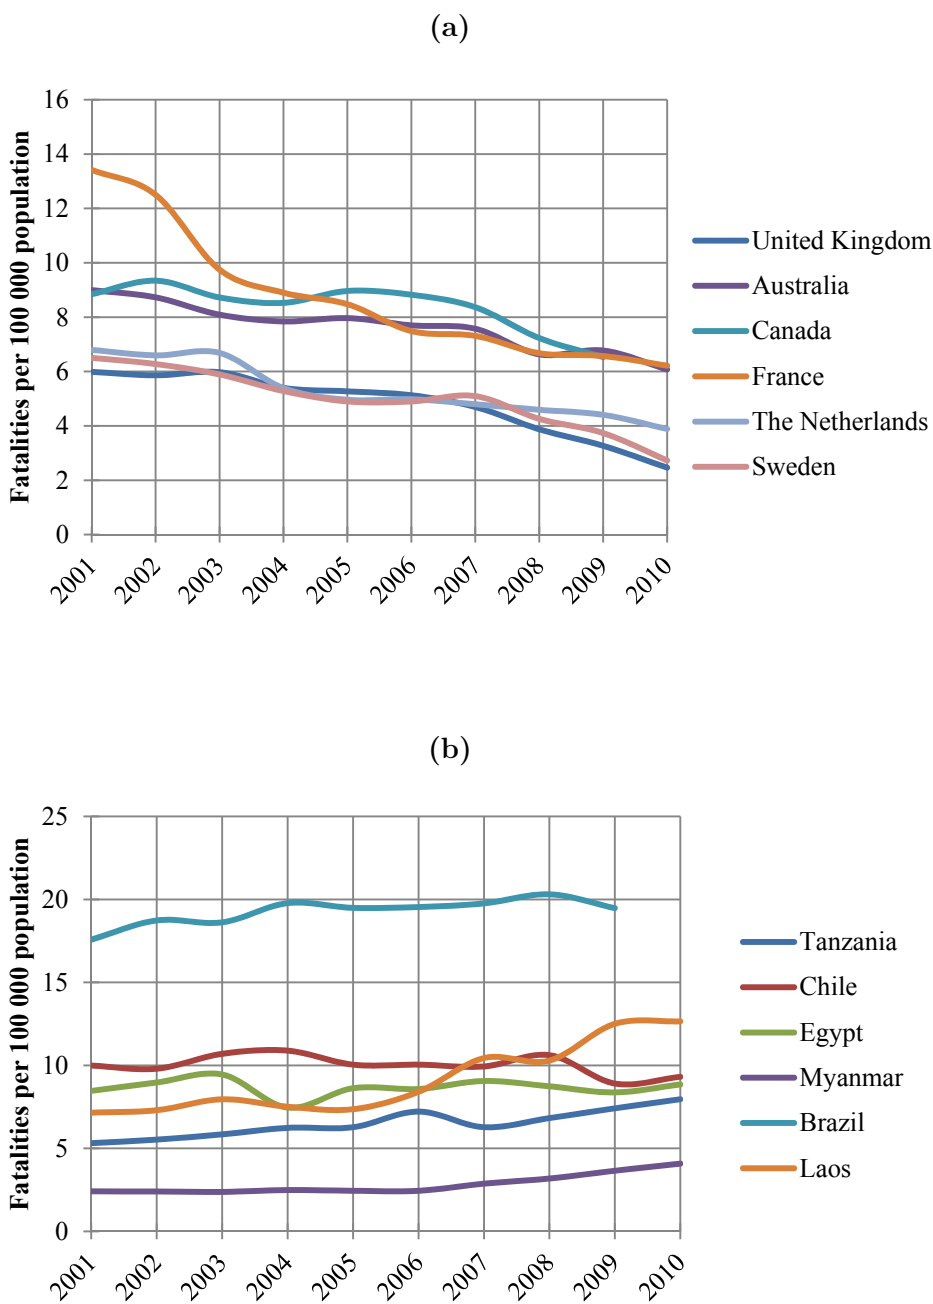 (a)
Fatalities per 100 000 population
16
14
12
10
8
6
4
2
0
2001
2002
2003
2004
2005
2006
2007
2008
2009
2010
United Kingdom
Australia
Canada
France
The Netherlands
Sweden
(b)
Fatalities per 100 000 population
25
20
15
10
5
0
2001
2002
2003
2004
2005
2006
2007
2008
2009
2010
Tanzania
Chile
Egypt
Myanmar
Brazil
Laos